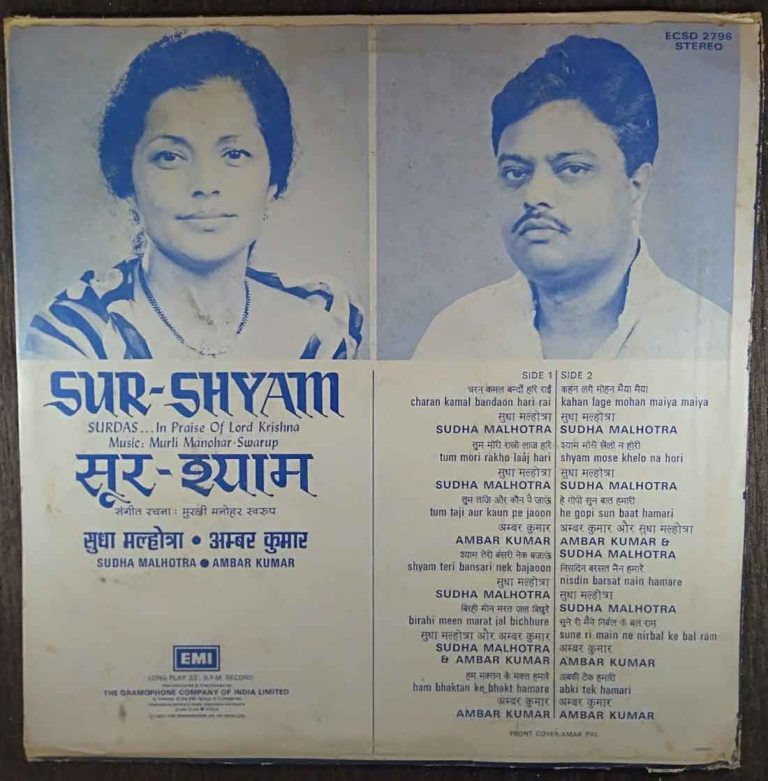 ECSD 2796
STEREO
SUR-SHYAM
SURDAS...In Praise Of Lord Krishna
Music: Murli Manohar-Swarup
सूर-श्याम
संगीत रचना: मुरली मनोहर स्वरुप
सुधा मल्होत्रा • अम्बर कुमार
SUDHA MALHOTRA • AMBAR KUMAR
EMI
LONG PLAY 33⅓ R.P.M. RECORD
THE GRAMOPHONE COMPANY OF INDIA LIMITED
SIDE 1
चरन कमल बन्दौं हरि राई
charan kamal bandaon hari rai
सुधा मल्होत्रा
SUDHA MALHOTRA
तुम मोरी राखो लाज हरि
tum mori rakho laaj hari
सुधा मल्होत्रा
SUDHA MALHOTRA
तुम तजि और कौन पै जाऊं
tum taji aur kaun pe jaoon
अम्बर कुमार
AMBAR KUMAR
श्याम तेरी बंसरी नेक बजाऊं
shyam teri bansari nek bajaoon
सुधा मल्होत्रा
SUDHA MALHOTRA
बिरही मीन मरत जल बिछुरे
birahi meen marat jal bichhure
सुधा मल्होत्रा और अम्बर कुमार
SUDHA MALHOTRA
& AMBAR KUMAR
हम भक्तन के भक्त हमारे
ham bhaktan ke bhakt hamare
अम्बर कुमार
AMBAR KUMAR
SIDE 2
कहन लगे मोहन मैया मैया
kahan lage mohan maiya maiya
सुधा मल्होत्रा
SUDHA MALHOTRA
श्याम मोसे खेलो न होरी
shyam mose khelo na hori
सुधा मल्होत्रा
SUDHA MALHOTRA
हे गोपी सुन बात हमारी
he gopi sun baat hamari
अम्बर कुमार और सुधा मल्होत्रा
AMBAR KUMAR &
SUDHA MALHOTRA
निसदिन बरसत नैन हमारे
nisdin barsat nain hamare
सुधा मल्होत्रा
SUDHA MALHOTRA
सुने री मैंने निर्बल के बल राम
sune ri main ne nirbal ke bal ram
अम्बर कुमार
AMBAR KUMAR
अबकी टेक हमारी
abki tek hamari
अम्बर कुमार
AMBAR KUMAR
FRONT COVER-AMAR PAL